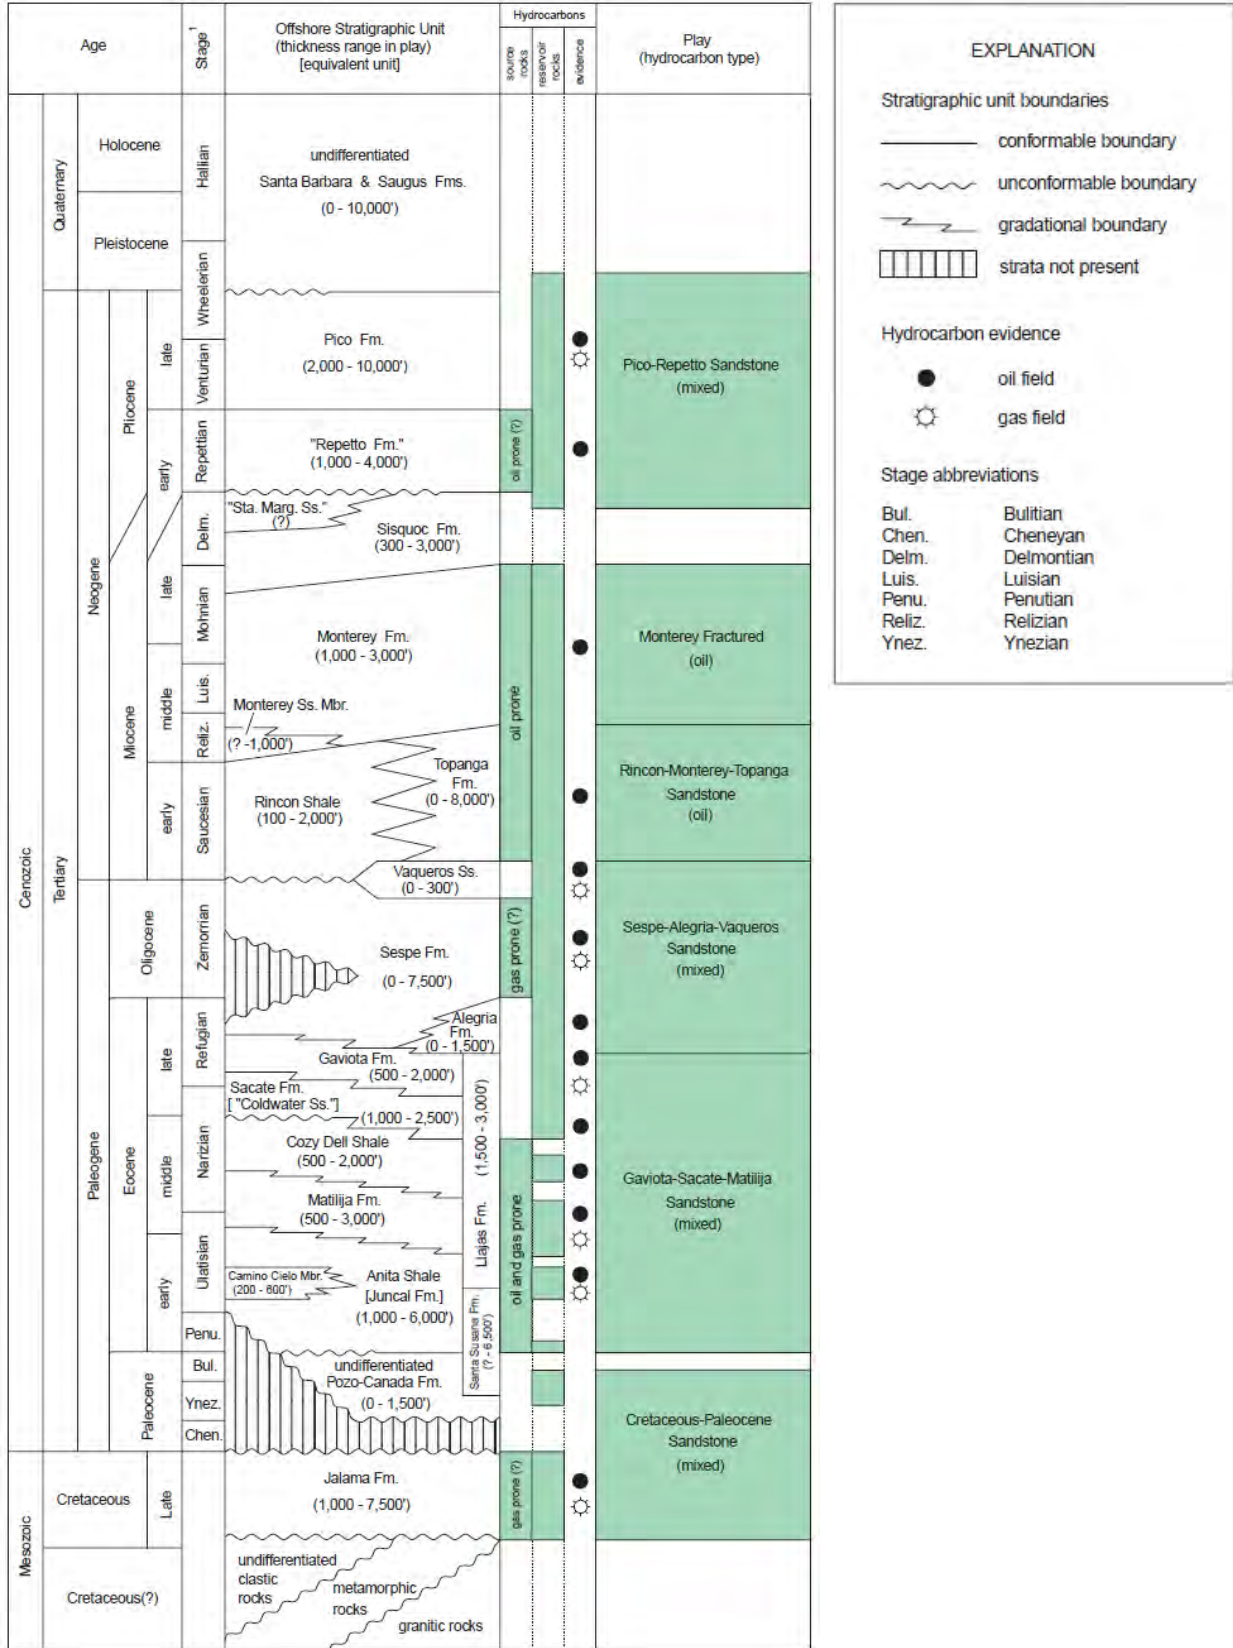 Age
Stage1
Offshore Stratigraphic Unit
(thickness range in play)
[equivalent unit]
Hydrocarbons
source rocks
reservoir rocks
evidence
Play
(hydrocarbon type)
Cenozoic
Mesozoic
Quaternary
Tertiary
Neogene
Paleogene
Holocene
Pleistocene
Pliocene
late
early
Miocene
late
middle
early
Oligocene
Eocene
late
middle
early
Paleocene
Cretaceous
Late
Cretaceous(?)
Hallian
Wheelerian
Venturian
Repettian
Delm.
Mohnian
Luis.
Reliz.
Saucesian
Zemorrian
Refugian
Narizian
Ulatisian
Penu.
Bul.
Ynez.
Chen.
undifferentiated
Santa Barbara & Saugus Fms.
(0 - 10,000')
Pico Fm.
(2,000 - 10,000')
"Repetto Fm."
(1,000 - 4,000')
"Sta. Marg. Ss."
(?)
Sisquoc Fm.
(300 - 3,000')
Monterey Fm.
(1,000 - 3,000')
Monterey Ss. Mbr.
(? -1,000')
Topanga
Fm.
(0 - 8,000')
Rincon Shale
(100 - 2,000')
Vaqueros Ss.
(0 - 300')
Sespe Fm.
(0 - 7,500')
Alegria
Fm.
(0 - 1,500')
Gaviota Fm.
(500 - 2,000')
Sacate Fm.
[ "Coldwater Ss."]
(1,000 - 2,500')
Cozy Dell Shale
(500 - 2,000')
Matilija Fm.
(500 - 3,000')
Camino Cielo Mbr.
(200 - 600')
Anita Shale
[Juncal Fm.]
(1,000 - 6,000')
Llajas Fm.
(1,500 - 3,000')
Santa Susana Fm.
(? - 6,500')
undifferentiated
Pozo-Canada Fm.
(0 - 1,500')
Jalama Fm.
(1,000 - 7,500')
undifferentiated
clastic
rocks
metamorphic
rocks
granitic rocks
oil prone (?)
oil prone
gas prone (?)
oil and gas prone
gas prone (?)
Pico-Repetto Sandstone
(mixed)
Monterey Fractured
(oil)
Rincon-Monterey-Topanga
Sandstone
(oil)
Sespe-Alegria-Vaqueros
Sandstone
(mixed)
Gaviota-Sacate-Matilija
Sandstone
(mixed)
Cretaceous-Paleocene
Sandstone
(mixed)
EXPLANATION
Stratigraphic unit boundaries
conformable boundary
unconformable boundary
gradational boundary
strata not present
Hydrocarbon evidence
oil field
gas field
Stage abbreviations
Bul. Bulitian
Chen. Cheneyan
Delm. Delmontian
Luis. Luisian
Penu. Penutian
Reliz. Relizian
Ynez. Ynezian